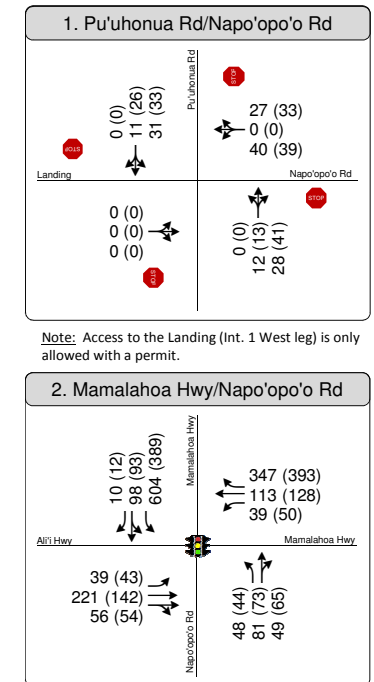 1. Pu'uhonua Rd/Napo'opo'o Rd
Pu'uhonua Rd
STOP
0 (0)
11 (26)
31 (33)
27 (33)
0 (0)
40 (39)
STOP
Landing
Napo'opo'o Rd
STOP
0 (0)
0 (0)
0 (0)
0 (0)
12 (13)
28 (41)
STOP
Note: Access to the Landing (Int. 1 West leg) is only
allowed with a permit.
2. Mamalahoa Hwy/Napo'opo'o Rd
Mamalahoa Hwy
10 (12)
98 (93)
604 (389)
347 (393)
113 (128)
39 (50)
Ali'i Hwy
Mamalahoa Hwy
39 (43)
221 (142)
56 (54)
Napo'opo'o Rd
48 (44)
81 (73)
49 (65)